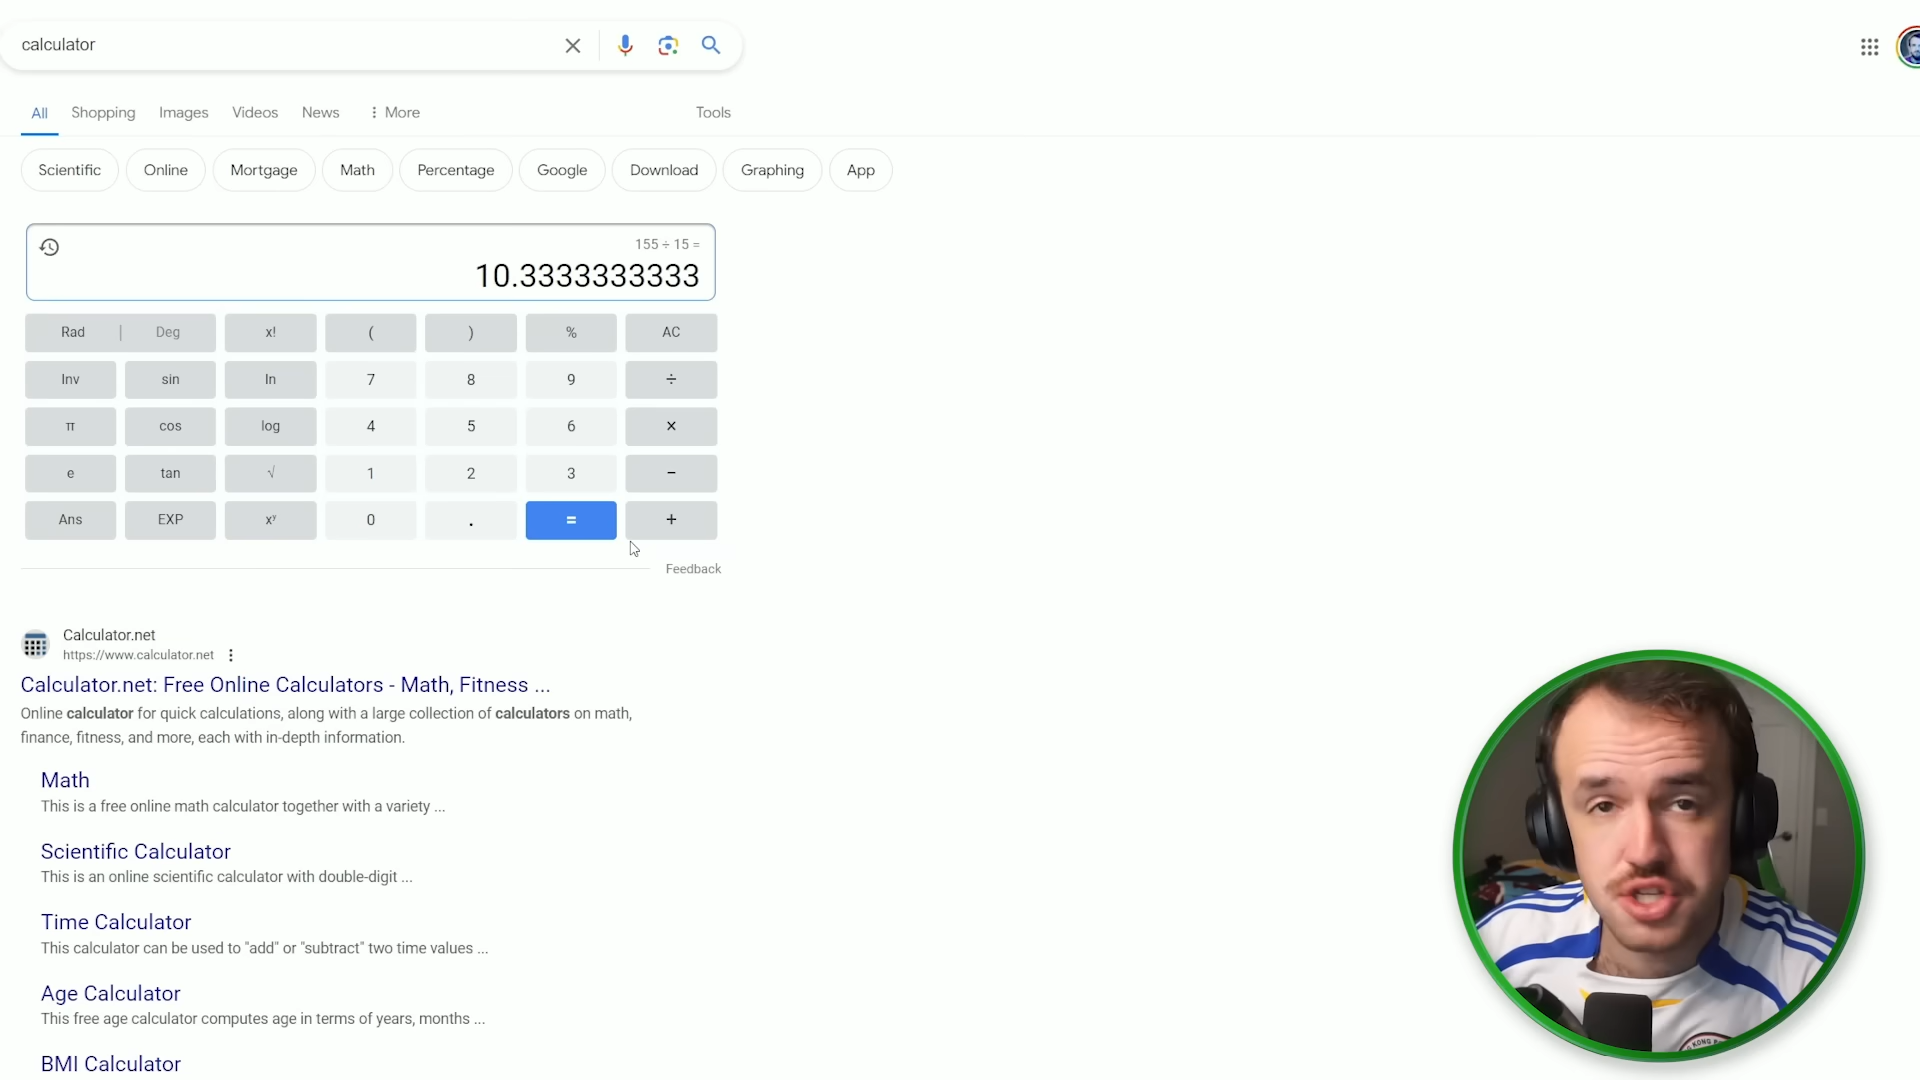 calculator
All Shopping Images Videos News More Tools
Scientific Online Mortgage Math Percentage Google Download Graphing App
155 ÷ 15 =
10.3333333333
Rad | Deg x! ( ) % AC
Inv sin ln 7 8 9 ÷
π cos log 4 5 6 ×
e tan √ 1 2 3 −
Ans EXP xʸ 0 . = +
Feedback
Calculator.net
https://www.calculator.net
Calculator.net: Free Online Calculators - Math, Fitness ...
Online calculator for quick calculations, along with a large collection of calculators on math,
finance, fitness, and more, each with in-depth information.
Math
This is a free online math calculator together with a variety ...
Scientific Calculator
This is an online scientific calculator with double-digit ...
Time Calculator
This calculator can be used to "add" or "subtract" two time values ...
Age Calculator
This free age calculator computes age in terms of years, months ...
BMI Calculator
KONG